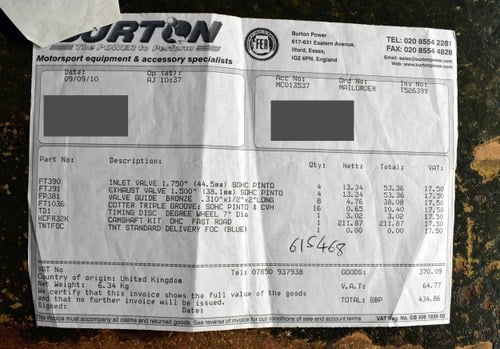 BURTON
The POWER to Perform
Motorsport equipment & accessory specialists
FER
Burton Power
617-631 Eastern Avenue,
Ilford, Essex,
IG2 6PN, England
TEL: 020 8554 2281
FAX: 020 8554 4828
Email: sales@burtonpower.com
Web: www.burtonpower.com
Date: Op (at):
09/09/10 AJ 10:37
Acc No: Ord No: Inv No:
MC013537 MAILORDER T526399
Part No: Description: Qty: Nett: Total: VAT:
FT390 INLET VALVE 1.750" (44.5mm) SOHC PINTO 4 13.34 53.36 17.50
FT391 EXHAUST VALVE 1.500" (38.1mm) SOHC PINTO 4 13.34 53.36 17.50
FP381 VALVE GUIDE BRONZE .310"x1/2"x2"LONG 8 4.76 38.08 17.50
FT1036 COTTER TRIPLE GROOVE: SOHC PINTO & CVH 16 0.65 10.40 17.50
TD1 TIMING DISC DEGREE WHEEL 7" Dia 1 3.02 3.02 17.50
KCFR32K CAMSHAFT KIT OHC FAST ROAD 1 211.87 211.87 17.50
TNTFOC TNT STANDARD DELIVERY FOC (BLUE) 1 0.00 0.00 17.50
615468
VAT No Tel: 07850 937938 GOODS: 370.09
Country of origin: United Kingdom
Net Weight: 6.34 Kg V.A.T: 64.77
We certify that this invoice shows the full value of the goods
and that no further invoice will be issued. TOTAL: GBP 434.86
Signed: Date:
This invoice must accompany all claims and returned goods. See reverse of invoice for our conditions of sale and account terms VAT Reg. No. GB